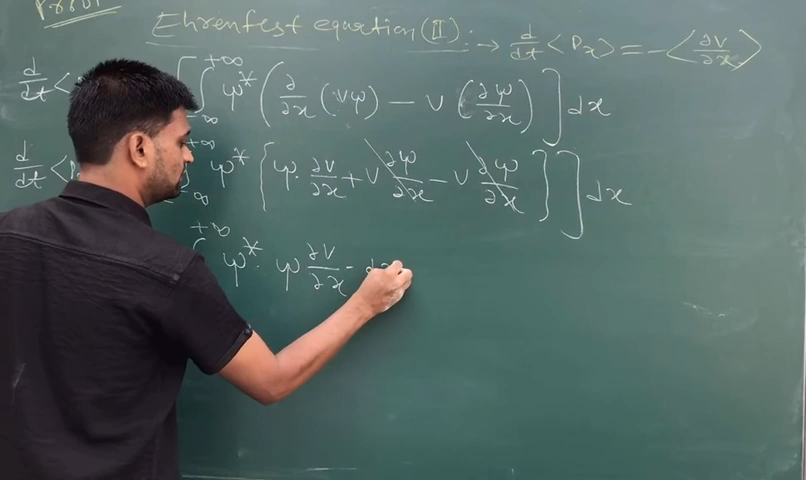 Proof
Ehrenfest equation (II) :→ d/dt <Px> = - <∂V/∂x>
d/dt < [ ∫_{-∞}^{+∞} ψ* ( ∂/∂x (Vψ) - V (∂ψ/∂x) ] dx
d/dt <P ∫_{-∞}^{+∞} ψ* [ ψ · ∂V/∂x + V ∂ψ/∂x - V ∂ψ/∂x } ] dx
∫^{+∞} ψ* · ψ ∂V/∂x - d